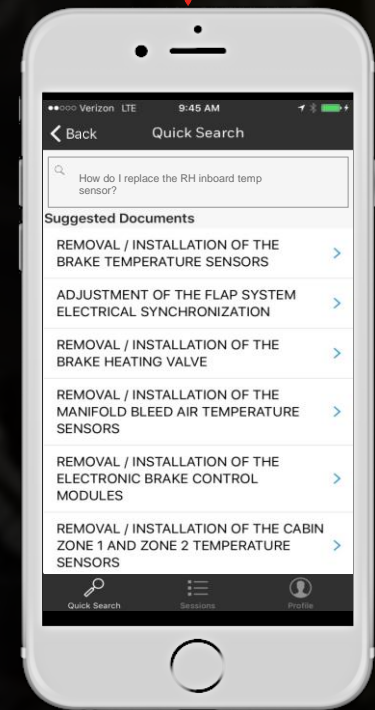 Verizon LTE 9:45 AM
Back Quick Search
How do I replace the RH inboard temp
sensor?
Suggested Documents
REMOVAL / INSTALLATION OF THE
BRAKE TEMPERATURE SENSORS
ADJUSTMENT OF THE FLAP SYSTEM
ELECTRICAL SYNCHRONIZATION
REMOVAL / INSTALLATION OF THE
BRAKE HEATING VALVE
REMOVAL / INSTALLATION OF THE
MANIFOLD BLEED AIR TEMPERATURE
SENSORS
REMOVAL / INSTALLATION OF THE
ELECTRONIC BRAKE CONTROL
MODULES
REMOVAL / INSTALLATION OF THE CABIN
ZONE 1 AND ZONE 2 TEMPERATURE
SENSORS
Quick Search Sessions Profile